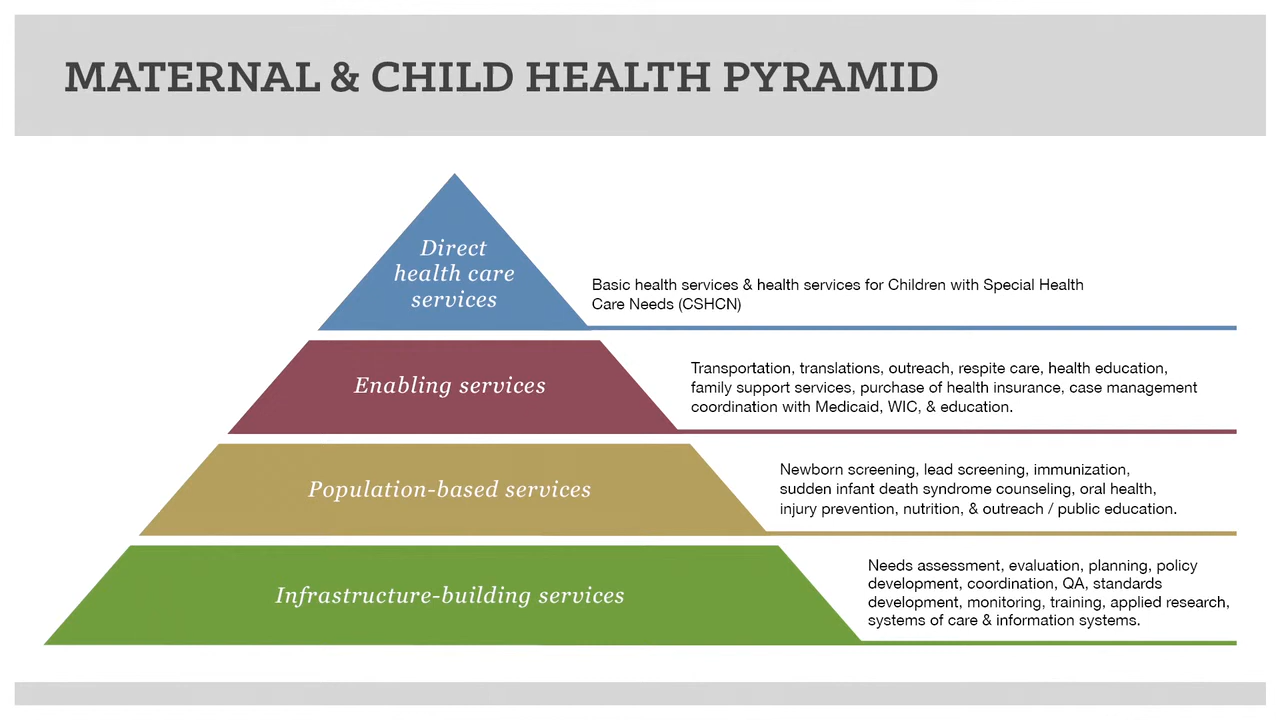 MATERNAL & CHILD HEALTH PYRAMID
Direct
health care
services
Basic health services & health services for Children with Special Health
Care Needs (CSHCN)
Enabling services
Transportation, translations, outreach, respite care, health education,
family support services, purchase of health insurance, case management
coordination with Medicaid, WIC, & education.
Population-based services
Newborn screening, lead screening, immunization,
sudden infant death syndrome counseling, oral health,
injury prevention, nutrition, & outreach / public education.
Infrastructure-building services
Needs assessment, evaluation, planning, policy
development, coordination, QA, standards
development, monitoring, training, applied research,
systems of care & information systems.